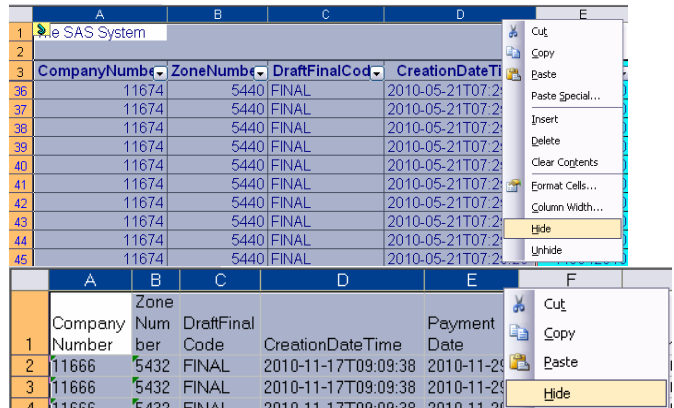 A B C D E
1 The SAS System
2
3 CompanyNumbe ZoneNumbe DraftFinalCod CreationDateTi
36 11674 5440 FINAL 2010-05-21T07:2
37 11674 5440 FINAL 2010-05-21T07:2
38 11674 5440 FINAL 2010-05-21T07:2
39 11674 5440 FINAL 2010-05-21T07:2
40 11674 5440 FINAL 2010-05-21T07:2
41 11674 5440 FINAL 2010-05-21T07:2
42 11674 5440 FINAL 2010-05-21T07:2
43 11674 5440 FINAL 2010-05-21T07:2
44 11674 5440 FINAL 2010-05-21T07:2
45 11674 5440 FINAL
Cut
Copy
Paste
Paste Special...
Insert
Delete
Clear Contents
Format Cells...
Column Width...
Hide
Unhide
A B C D E F
Zone
Company Num DraftFinal Payment
1 Number ber Code CreationDateTime Date
2 11666 5432 FINAL 2010-11-17T09:09:38 2010-11-29
3 11666 5432 FINAL 2010-11-17T09:09:38 2010-11-29
Cut
Copy
Paste
Hide